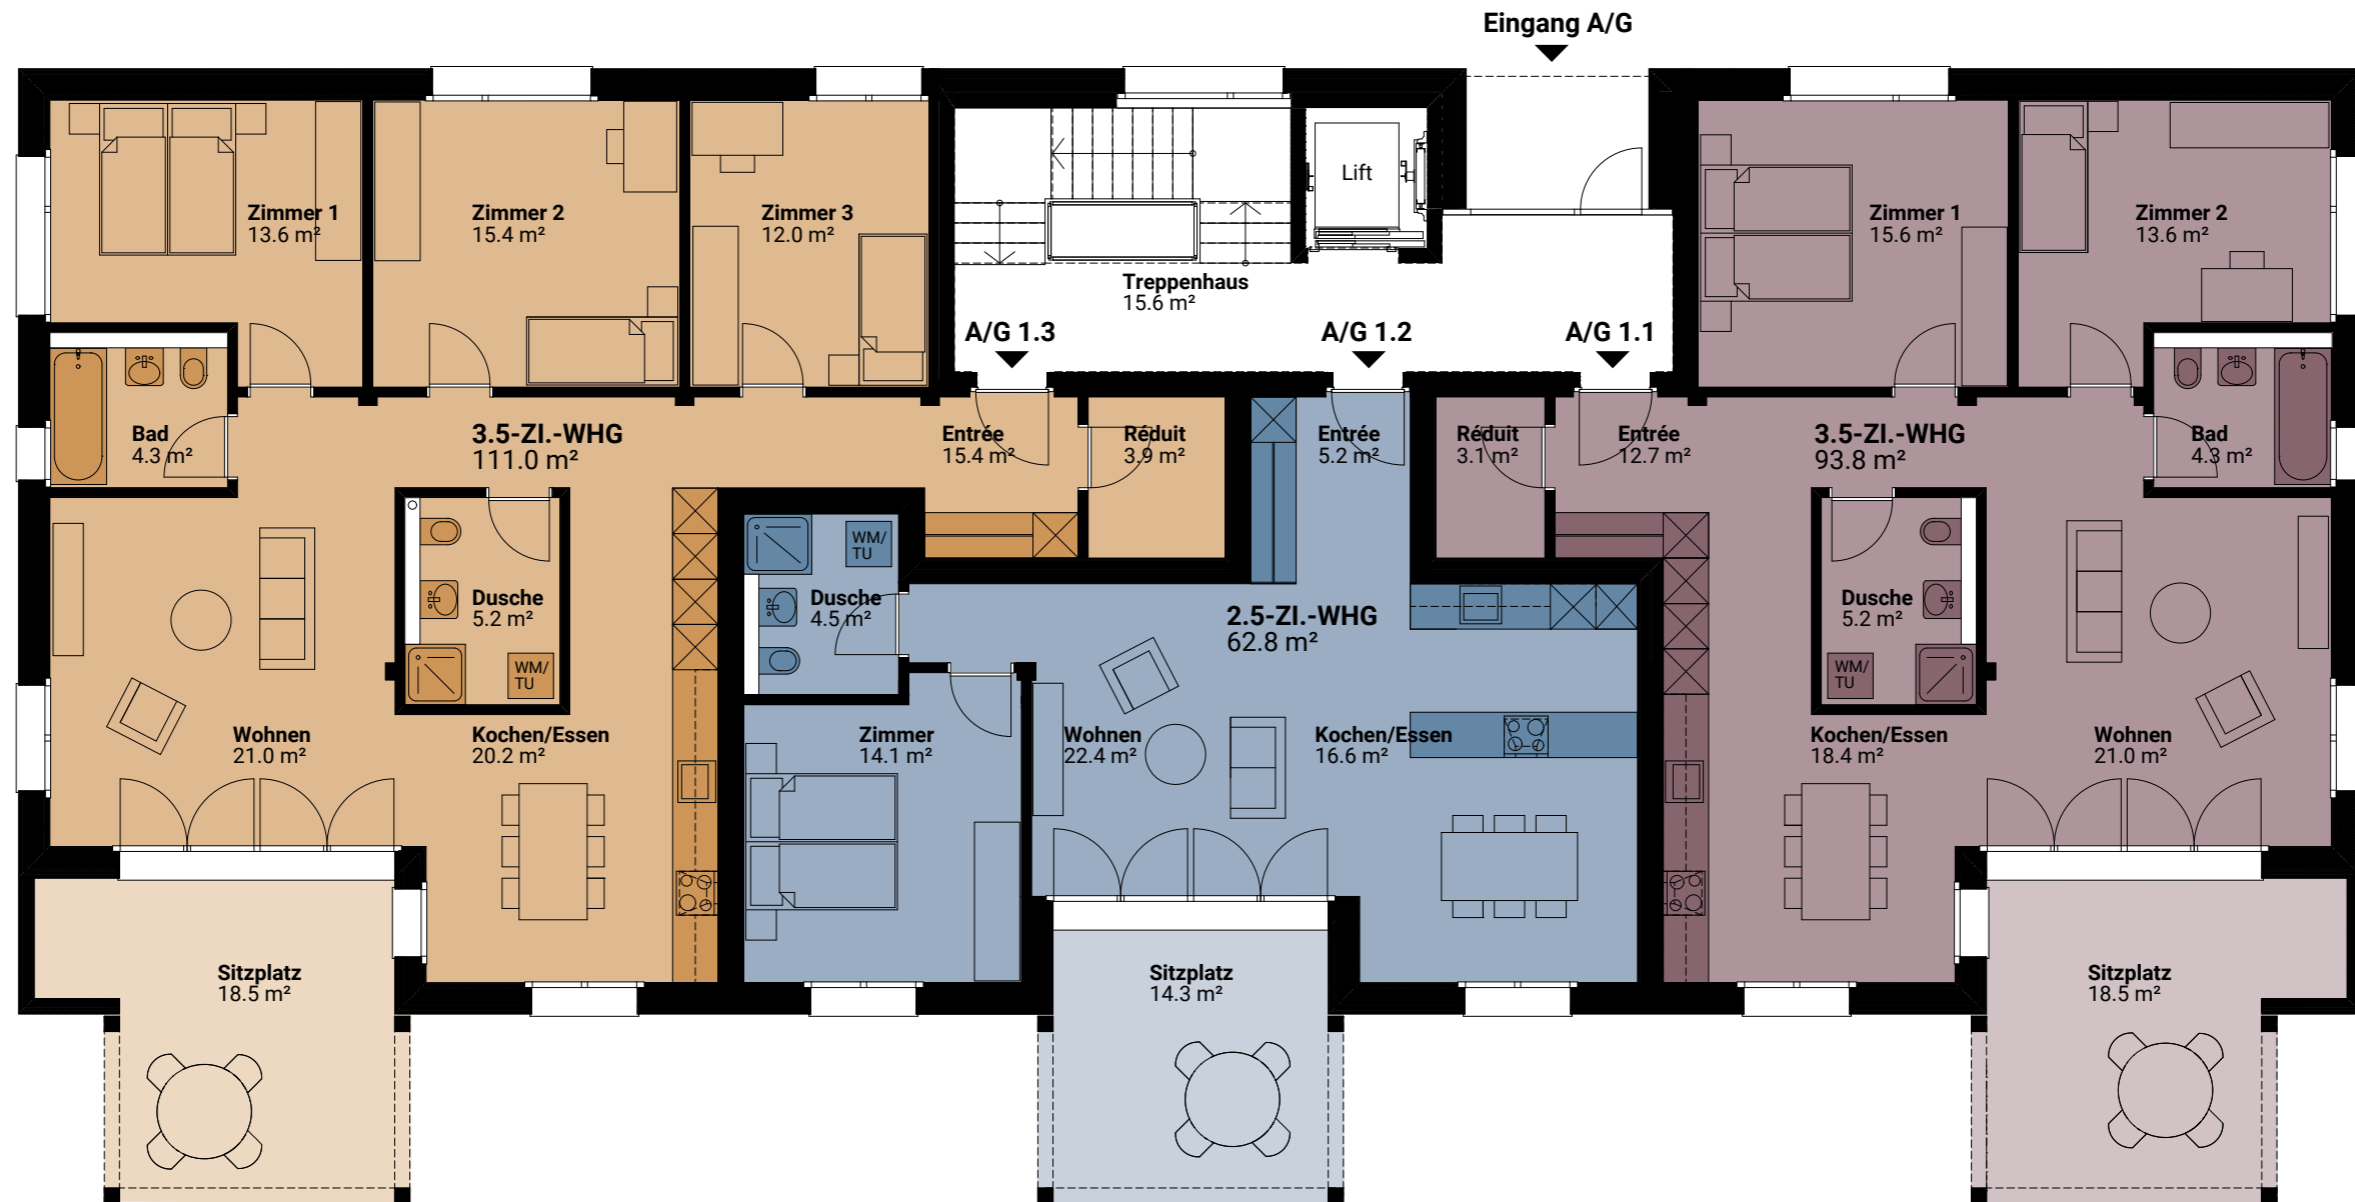 Eingang A/G
Lift
Zimmer 1
13.6 m²
Zimmer 2
15.4 m²
Zimmer 3
12.0 m²
Zimmer 1
15.6 m²
Zimmer 2
13.6 m²
Treppenhaus
15.6 m²
A/G 1.3
A/G 1.2
A/G 1.1
Bad
4.3 m²
3.5-ZI.-WHG
111.0 m²
Entrée
15.4 m²
Réduit
3.9 m²
Entrée
5.2 m²
Réduit
3.1 m²
Entrée
12.7 m²
3.5-ZI.-WHG
93.8 m²
Bad
4.3 m²
WM/
TU
Dusche
5.2 m²
Dusche
4.5 m²
2.5-ZI.-WHG
62.8 m²
Dusche
5.2 m²
WM/
TU
WM/
TU
Wohnen
21.0 m²
Kochen/Essen
20.2 m²
Zimmer
14.1 m²
Wohnen
22.4 m²
Kochen/Essen
16.6 m²
Kochen/Essen
18.4 m²
Wohnen
21.0 m²
Sitzplatz
18.5 m²
Sitzplatz
14.3 m²
Sitzplatz
18.5 m²